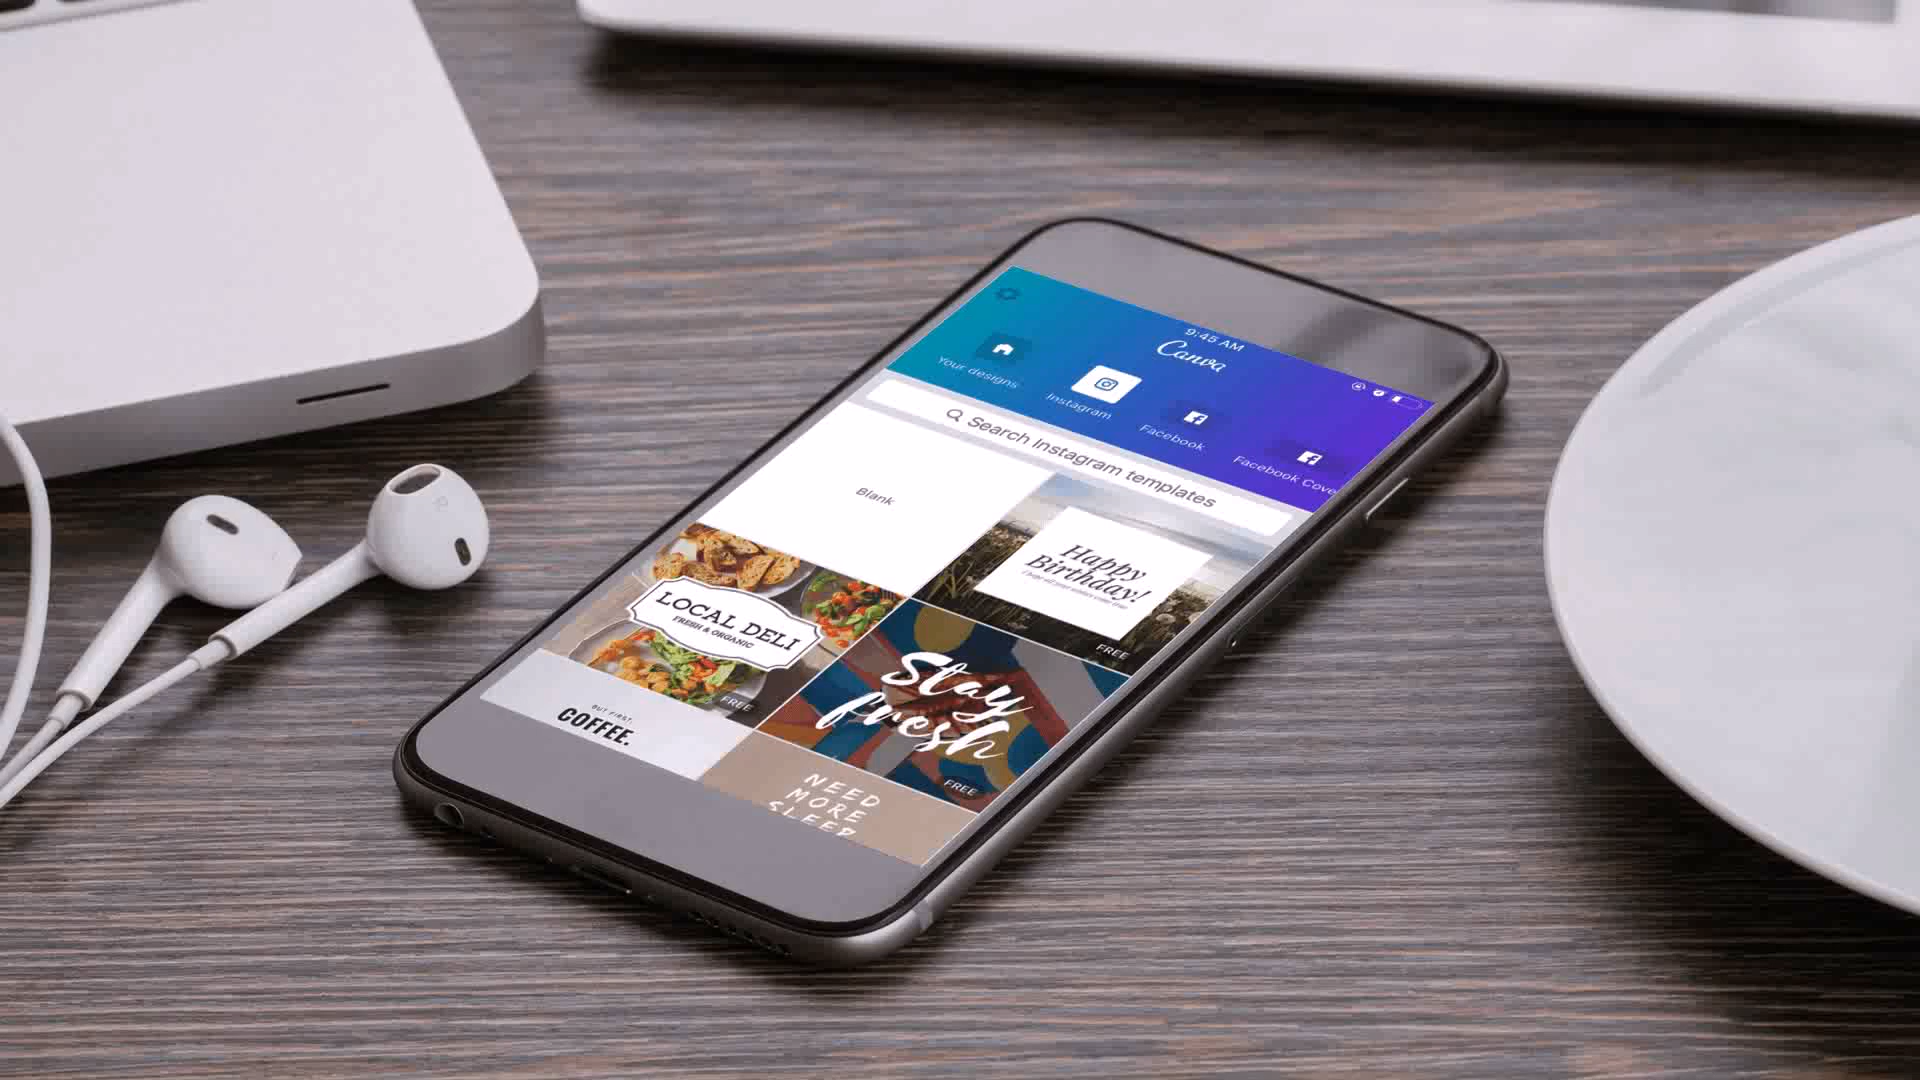 9:45 AM
Canva
Your designs
Instagram
Facebook
Facebook Cove
Search Instagram templates
Blank
Happy
Birthday!
FREE
LOCAL DELI
FRESH & ORGANIC
FREE
Stay
fresh
FREE
BUT FIRST,
COFFEE.
NEED
MORE
SLEEP
R